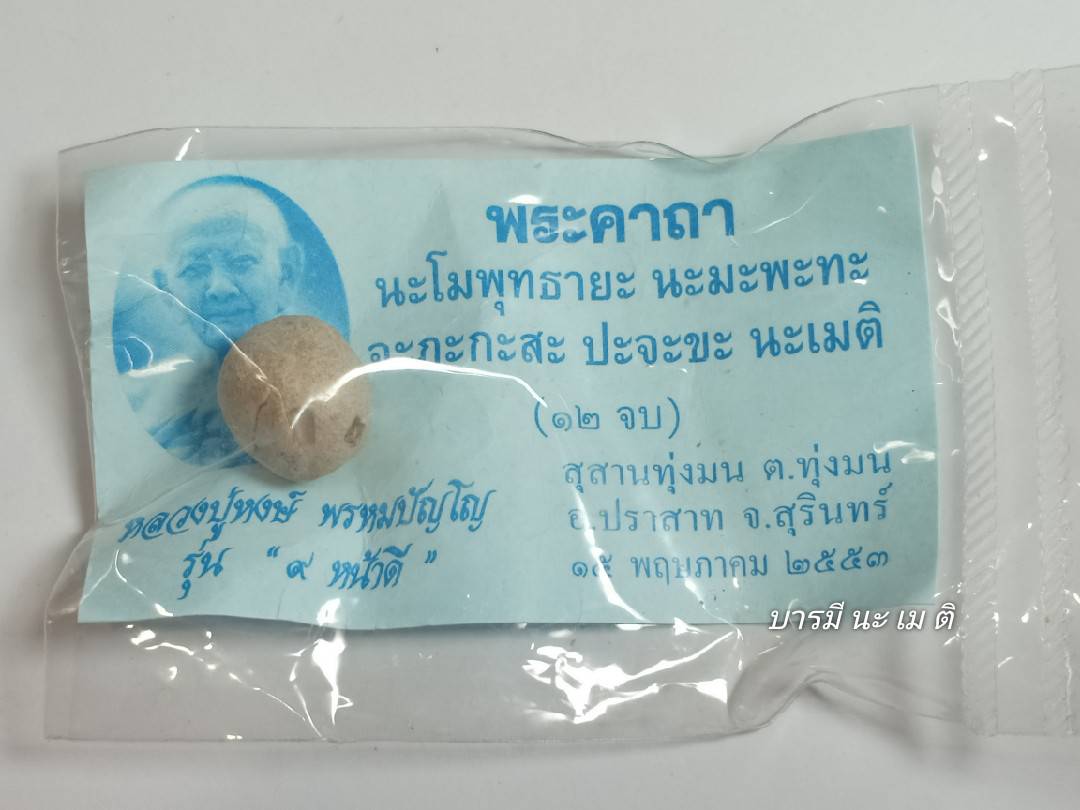 พระคาถา
นะโมพุทธายะ นะมะพะทะ
จะภะกะสะ ปะจะขะ นะเมติ
(๑๒ จบ)
สุสานทุ่งมน ต.ทุ่งมน
อ.ปราสาท จ.สุรินทร์
๑๕ พฤษภาคม ๒๕๕๓
หลวงปู่หงษ์ พรหมปัญโญ
รุ่น "๙ หน้าดี"
บารมี นะ เม ติ